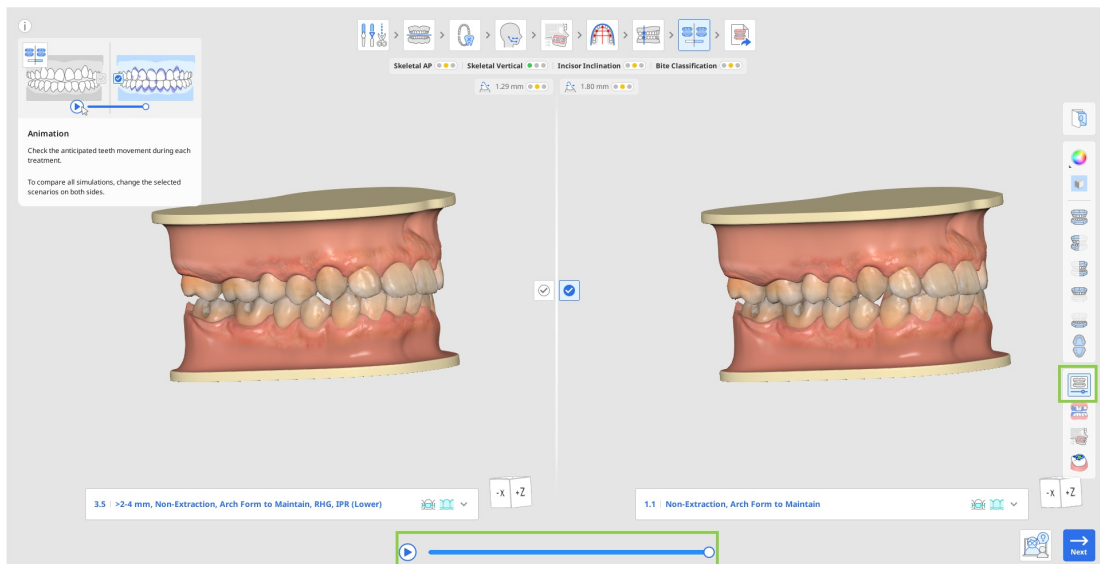 Skeletal AP
Skeletal Vertical
Incisor Inclination
Bite Classification
1.29 mm
1.80 mm
Animation
Check the anticipated teeth movement during each
treatment.
To compare all simulations, change the selected
scenarios on both sides.
-X +Z
-X +Z
3.5 | >2-4 mm, Non-Extraction, Arch Form to Maintain, RHG, IPR (Lower)
1.1 | Non-Extraction, Arch Form to Maintain
Next